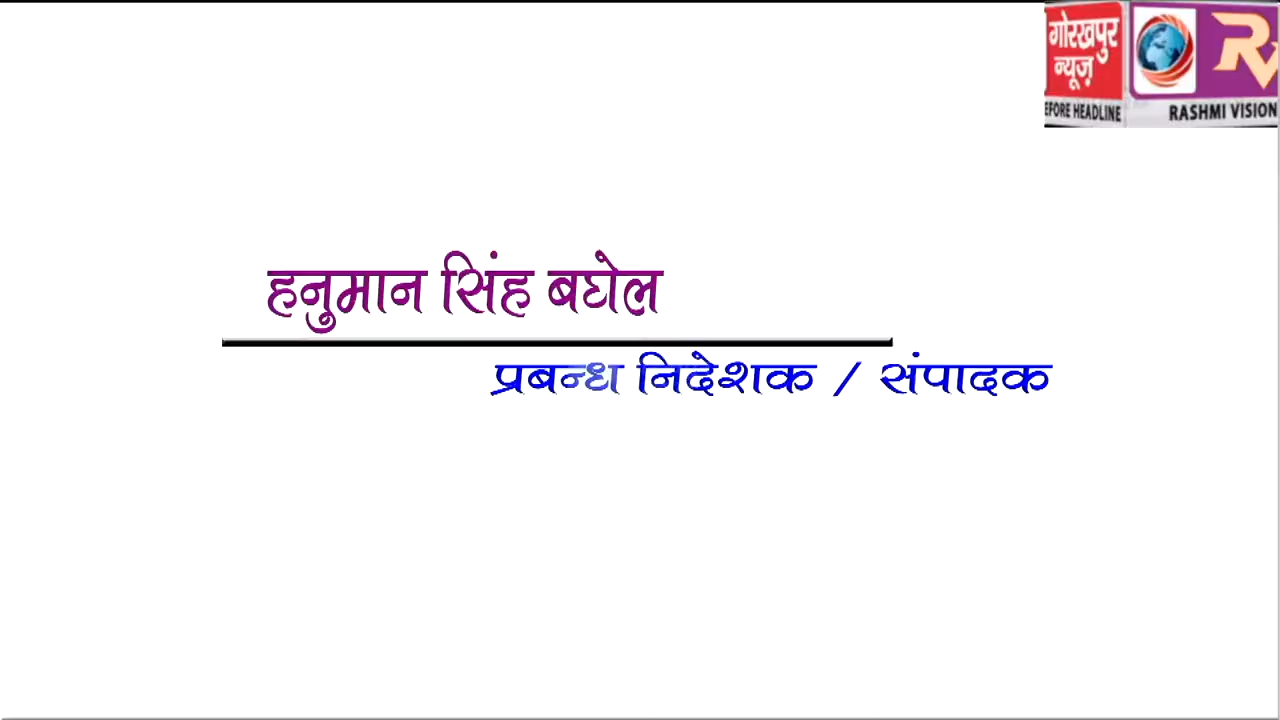 गोरखपुर
न्यूज़
EFORE HEADLINE
RASHMI VISION
हनुमान सिंह बघेल
प्रबन्ध निदेशक / संपादक